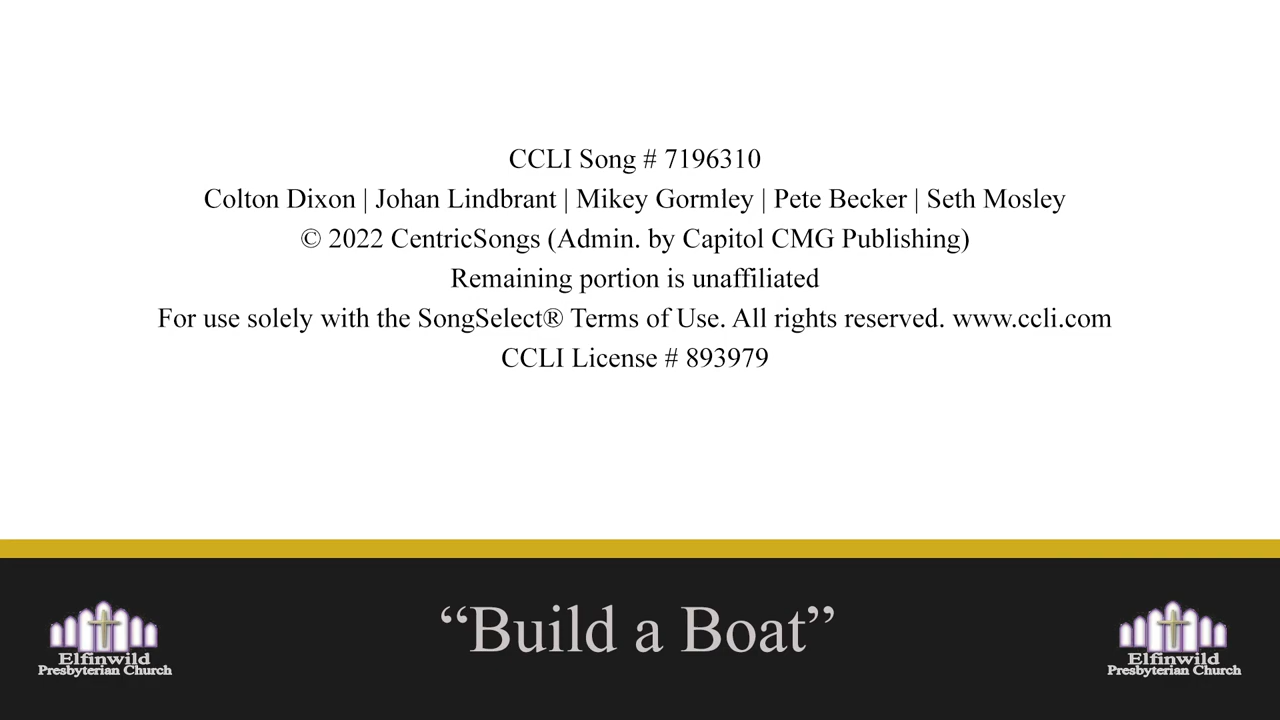 CCLI Song # 7196310
Colton Dixon | Johan Lindbrant | Mikey Gormley | Pete Becker | Seth Mosley
© 2022 CentricSongs (Admin. by Capitol CMG Publishing)
Remaining portion is unaffiliated
For use solely with the SongSelect® Terms of Use. All rights reserved. www.ccli.com
CCLI License # 893979
“Build a Boat”
Elfinwild
Presbyterian Church
Elfinwild
Presbyterian Church